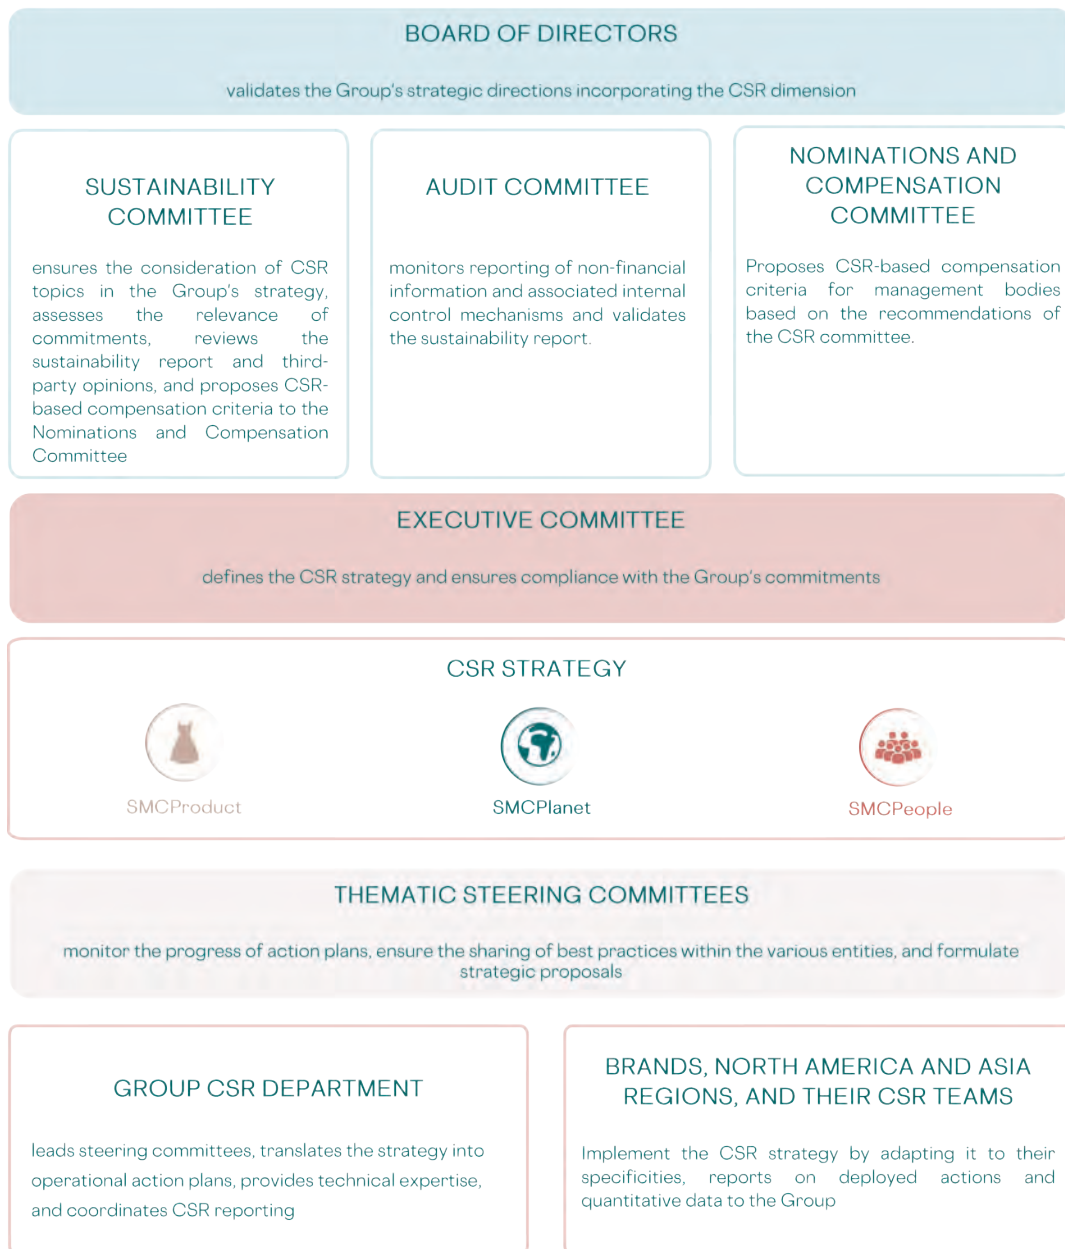 BOARD OF DIRECTORS
validates the Group's strategic directions incorporating the CSR dimension
SUSTAINABILITY
COMMITTEE
ensures the consideration of CSR
topics in the Group's strategy,
assesses the relevance of
commitments, reviews the
sustainability report and third-
party opinions, and proposes CSR-
based compensation criteria to the
Nominations and Compensation
Committee
AUDIT COMMITTEE
monitors reporting of non-financial
information and associated internal
control mechanisms and validates
the sustainability report.
NOMINATIONS AND
COMPENSATION
COMMITTEE
Proposes CSR-based compensation
criteria for management bodies
based on the recommendations of
the CSR committee.
EXECUTIVE COMMITTEE
defines the CSR strategy and ensures compliance with the Group's commitments
CSR STRATEGY
SMCProduct
SMCPlanet
SMCPeople
THEMATIC STEERING COMMITTEES
monitor the progress of action plans, ensure the sharing of best practices within the various entities, and formulate
strategic proposals
GROUP CSR DEPARTMENT
leads steering committees, translates the strategy into
operational action plans, provides technical expertise,
and coordinates CSR reporting
BRANDS, NORTH AMERICA AND ASIA
REGIONS, AND THEIR CSR TEAMS
Implement the CSR strategy by adapting it to their
specificities, reports on deployed actions and
quantitative data to the Group